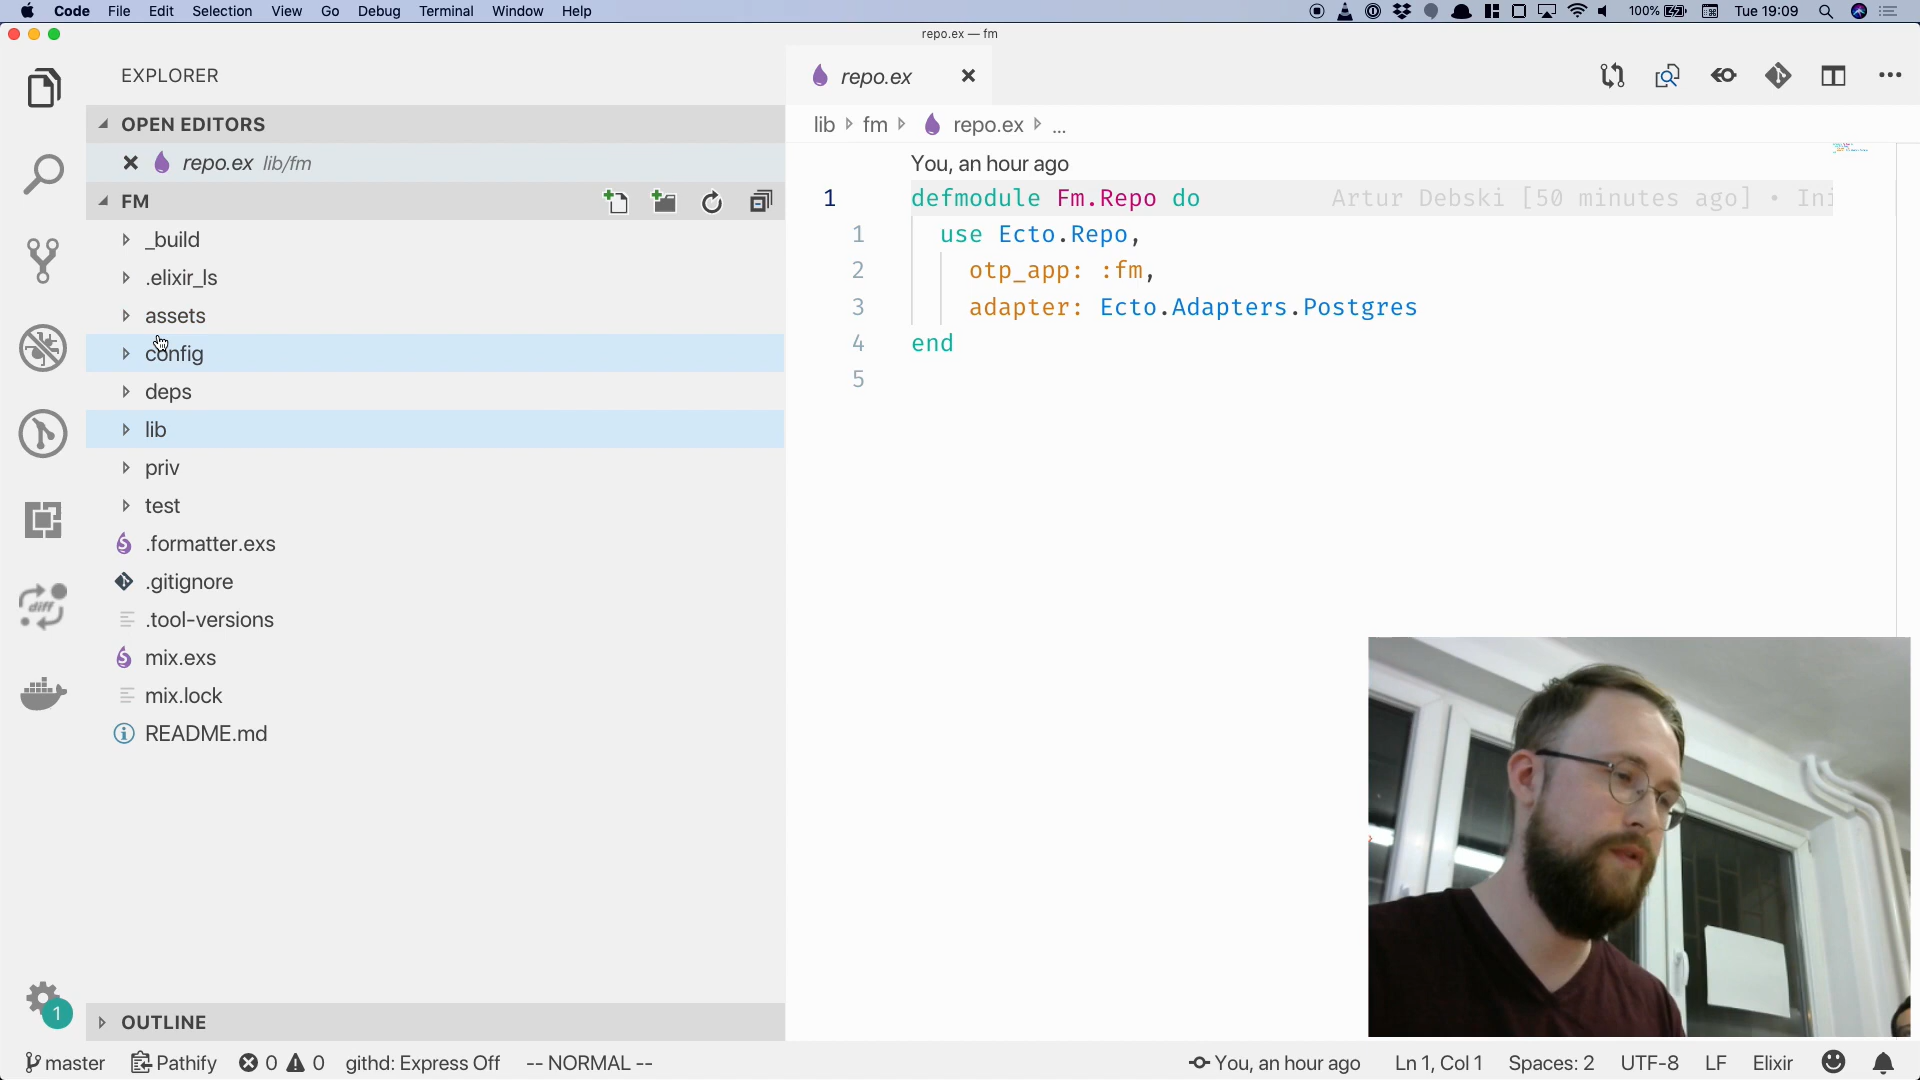 Code File Edit Selection View Go Debug Terminal Window Help 100% Tue 19:09
repo.ex — fm
EXPLORER
OPEN EDITORS
repo.ex lib/fm
FM
_build
.elixir_ls
assets
config
deps
lib
priv
test
.formatter.exs
.gitignore
.tool-versions
mix.exs
mix.lock
README.md
OUTLINE
diff
1
repo.ex
lib fm repo.ex ...
You, an hour ago
1 defmodule Fm.Repo do Artur Debski [50 minutes ago] • Ini
1 use Ecto.Repo,
2 otp_app: :fm,
3 adapter: Ecto.Adapters.Postgres
4 end
5
master Pathify 0 0 githd: Express Off -- NORMAL -- You, an hour ago Ln 1, Col 1 Spaces: 2 UTF-8 LF Elixir